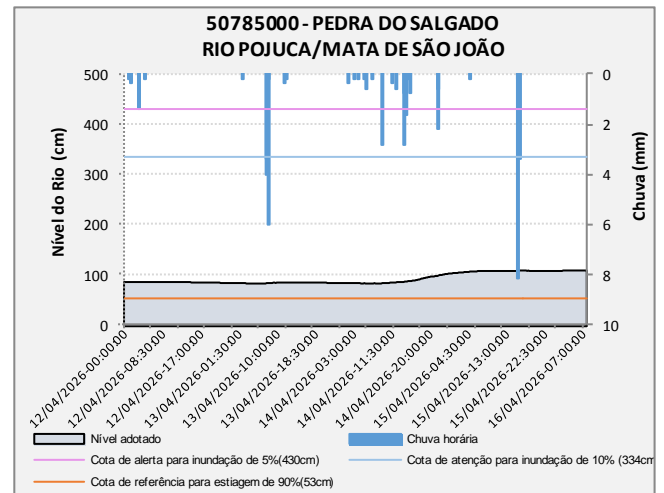 50785000 - PEDRA DO SALGADO
RIO POJUCA/MATA DE SÃO JOÃO
Nível do Rio (cm)
500
400
300
200
100
0
Chuva (mm)
0
2
4
6
8
10
12/04/2026-00:00:00
12/04/2026-08:30:00
12/04/2026-17:00:00
13/04/2026-01:30:00
13/04/2026-10:00:00
13/04/2026-18:30:00
14/04/2026-03:00:00
14/04/2026-11:30:00
14/04/2026-20:00:00
15/04/2026-04:30:00
15/04/2026-13:00:00
15/04/2026-22:30:00
16/04/2026-07:00:00
Nível adotado
Chuva horária
Cota de alerta para inundação de 5%(430cm)
Cota de atenção para inundação de 10% (334cm
Cota de referência para estiagem de 90%(53cm)